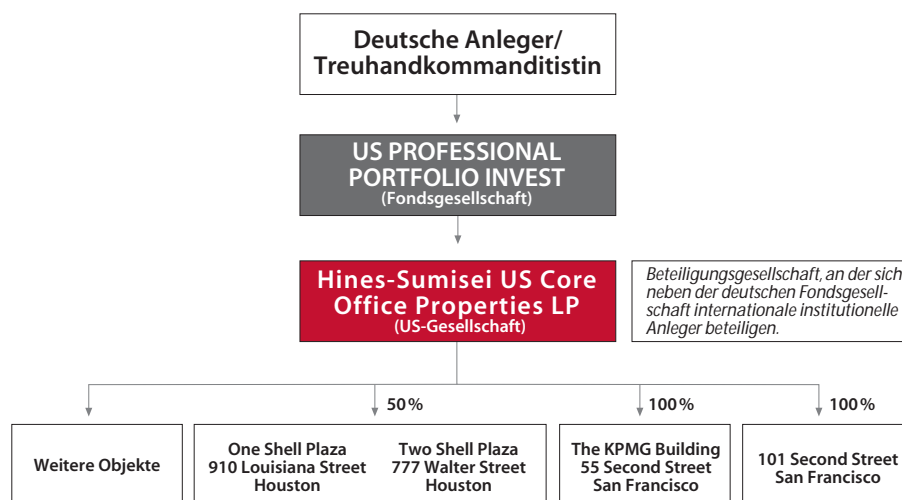 Deutsche Anleger/
Treuhandkommanditistin
US PROFESSIONAL
PORTFOLIO INVEST
(Fondsgesellschaft)
Hines-Sumisei US Core
Office Properties LP
(US-Gesellschaft)
Beteiligungsgesellschaft, an der sich
neben der deutschen Fondsgesell-
schaft internationale institutionelle
Anleger beteiligen.
50 %
100 %
100 %
Weitere Objekte
One Shell Plaza
910 Louisiana Street
Houston
Two Shell Plaza
777 Walter Street
Houston
The KPMG Building
55 Second Street
San Francisco
101 Second Street
San Francisco